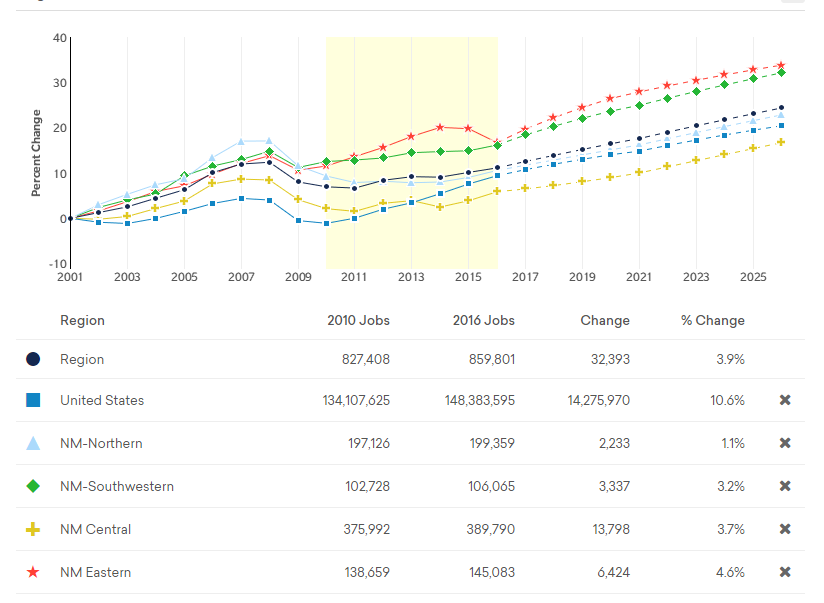 40
30
20
10
0
-10
Percent Change
2001 2003 2005 2007 2009 2011 2013 2015 2017 2019 2021 2023 2025
Region 2010 Jobs 2016 Jobs Change % Change
Region 827,408 859,801 32,393 3.9%
United States 134,107,625 148,383,595 14,275,970 10.6%
NM-Northern 197,126 199,359 2,233 1.1%
NM-Southwestern 102,728 106,065 3,337 3.2%
NM Central 375,992 389,790 13,798 3.7%
NM Eastern 138,659 145,083 6,424 4.6%